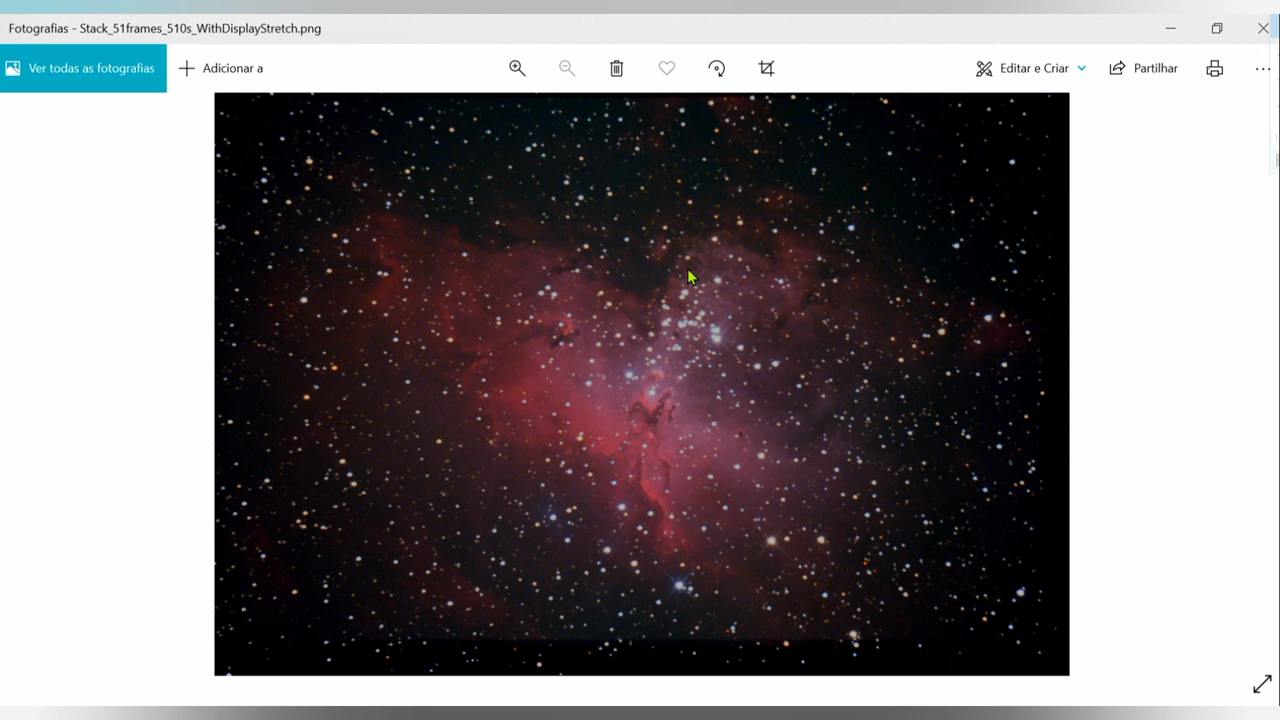 Fotografias - Stack_51frames_510s_WithDisplayStretch.png
Ver todas as fotografias
Adicionar a
Editar e Criar
Partilhar